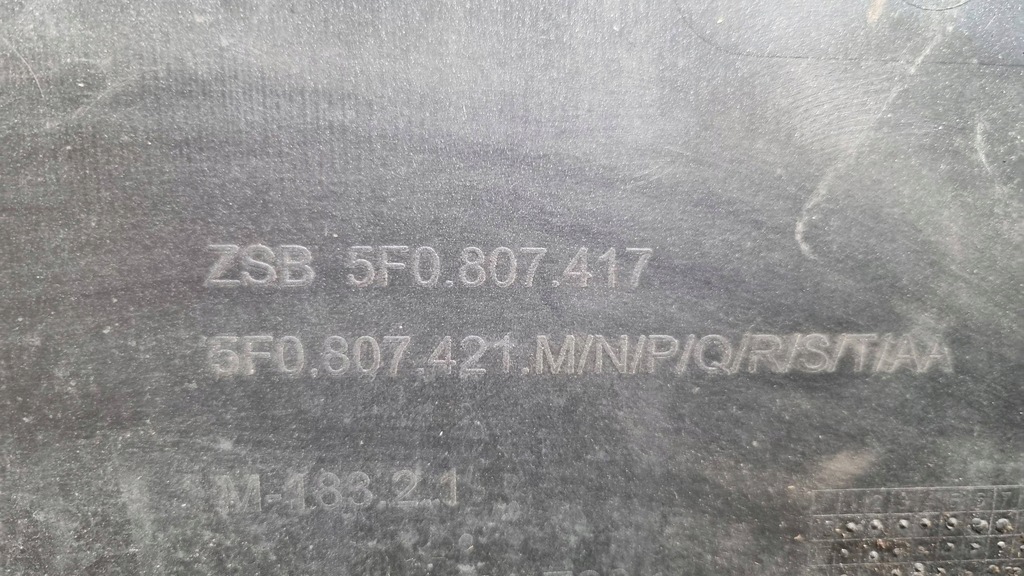 ZSB 5F0.807.417
5F0.807.421.M/N/P/Q/R/S/T/AA
M-183.2.1